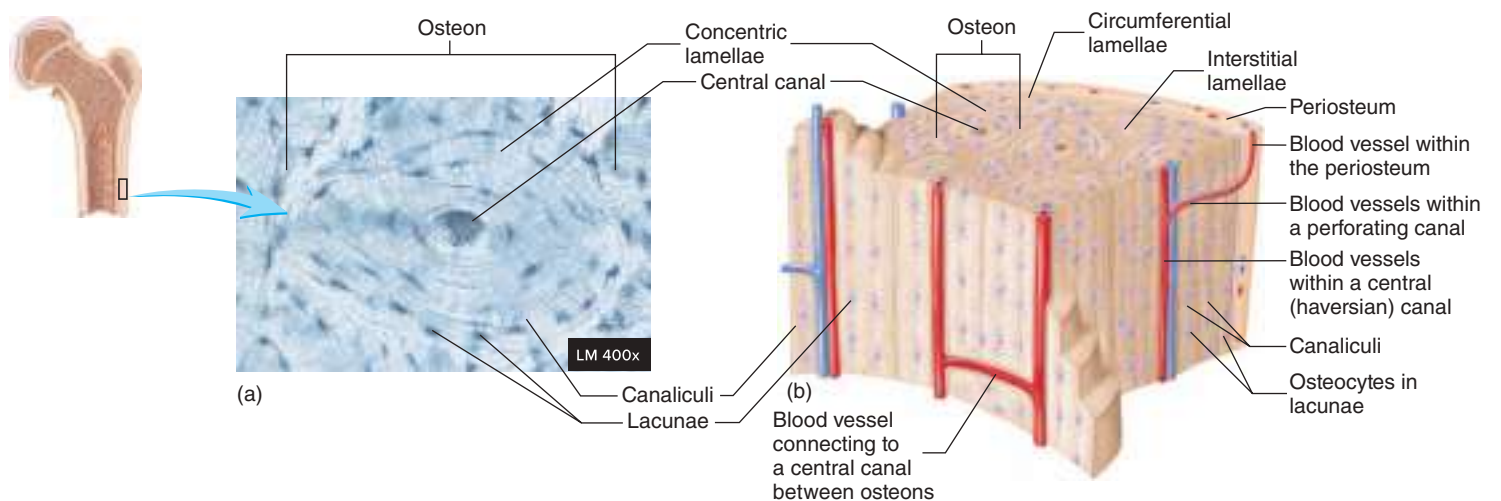 Osteon
Concentric
lamellae
Central canal
Osteon
Circumferential
lamellae
Interstitial
lamellae
Periosteum
Blood vessel within
the periosteum
Blood vessels within
a perforating canal
Blood vessels
within a central
(haversian) canal
Canaliculi
Osteocytes in
lacunae
LM 400x
(a)
Canaliculi
Lacunae
(b)
Blood vessel
connecting to
a central canal
between osteons